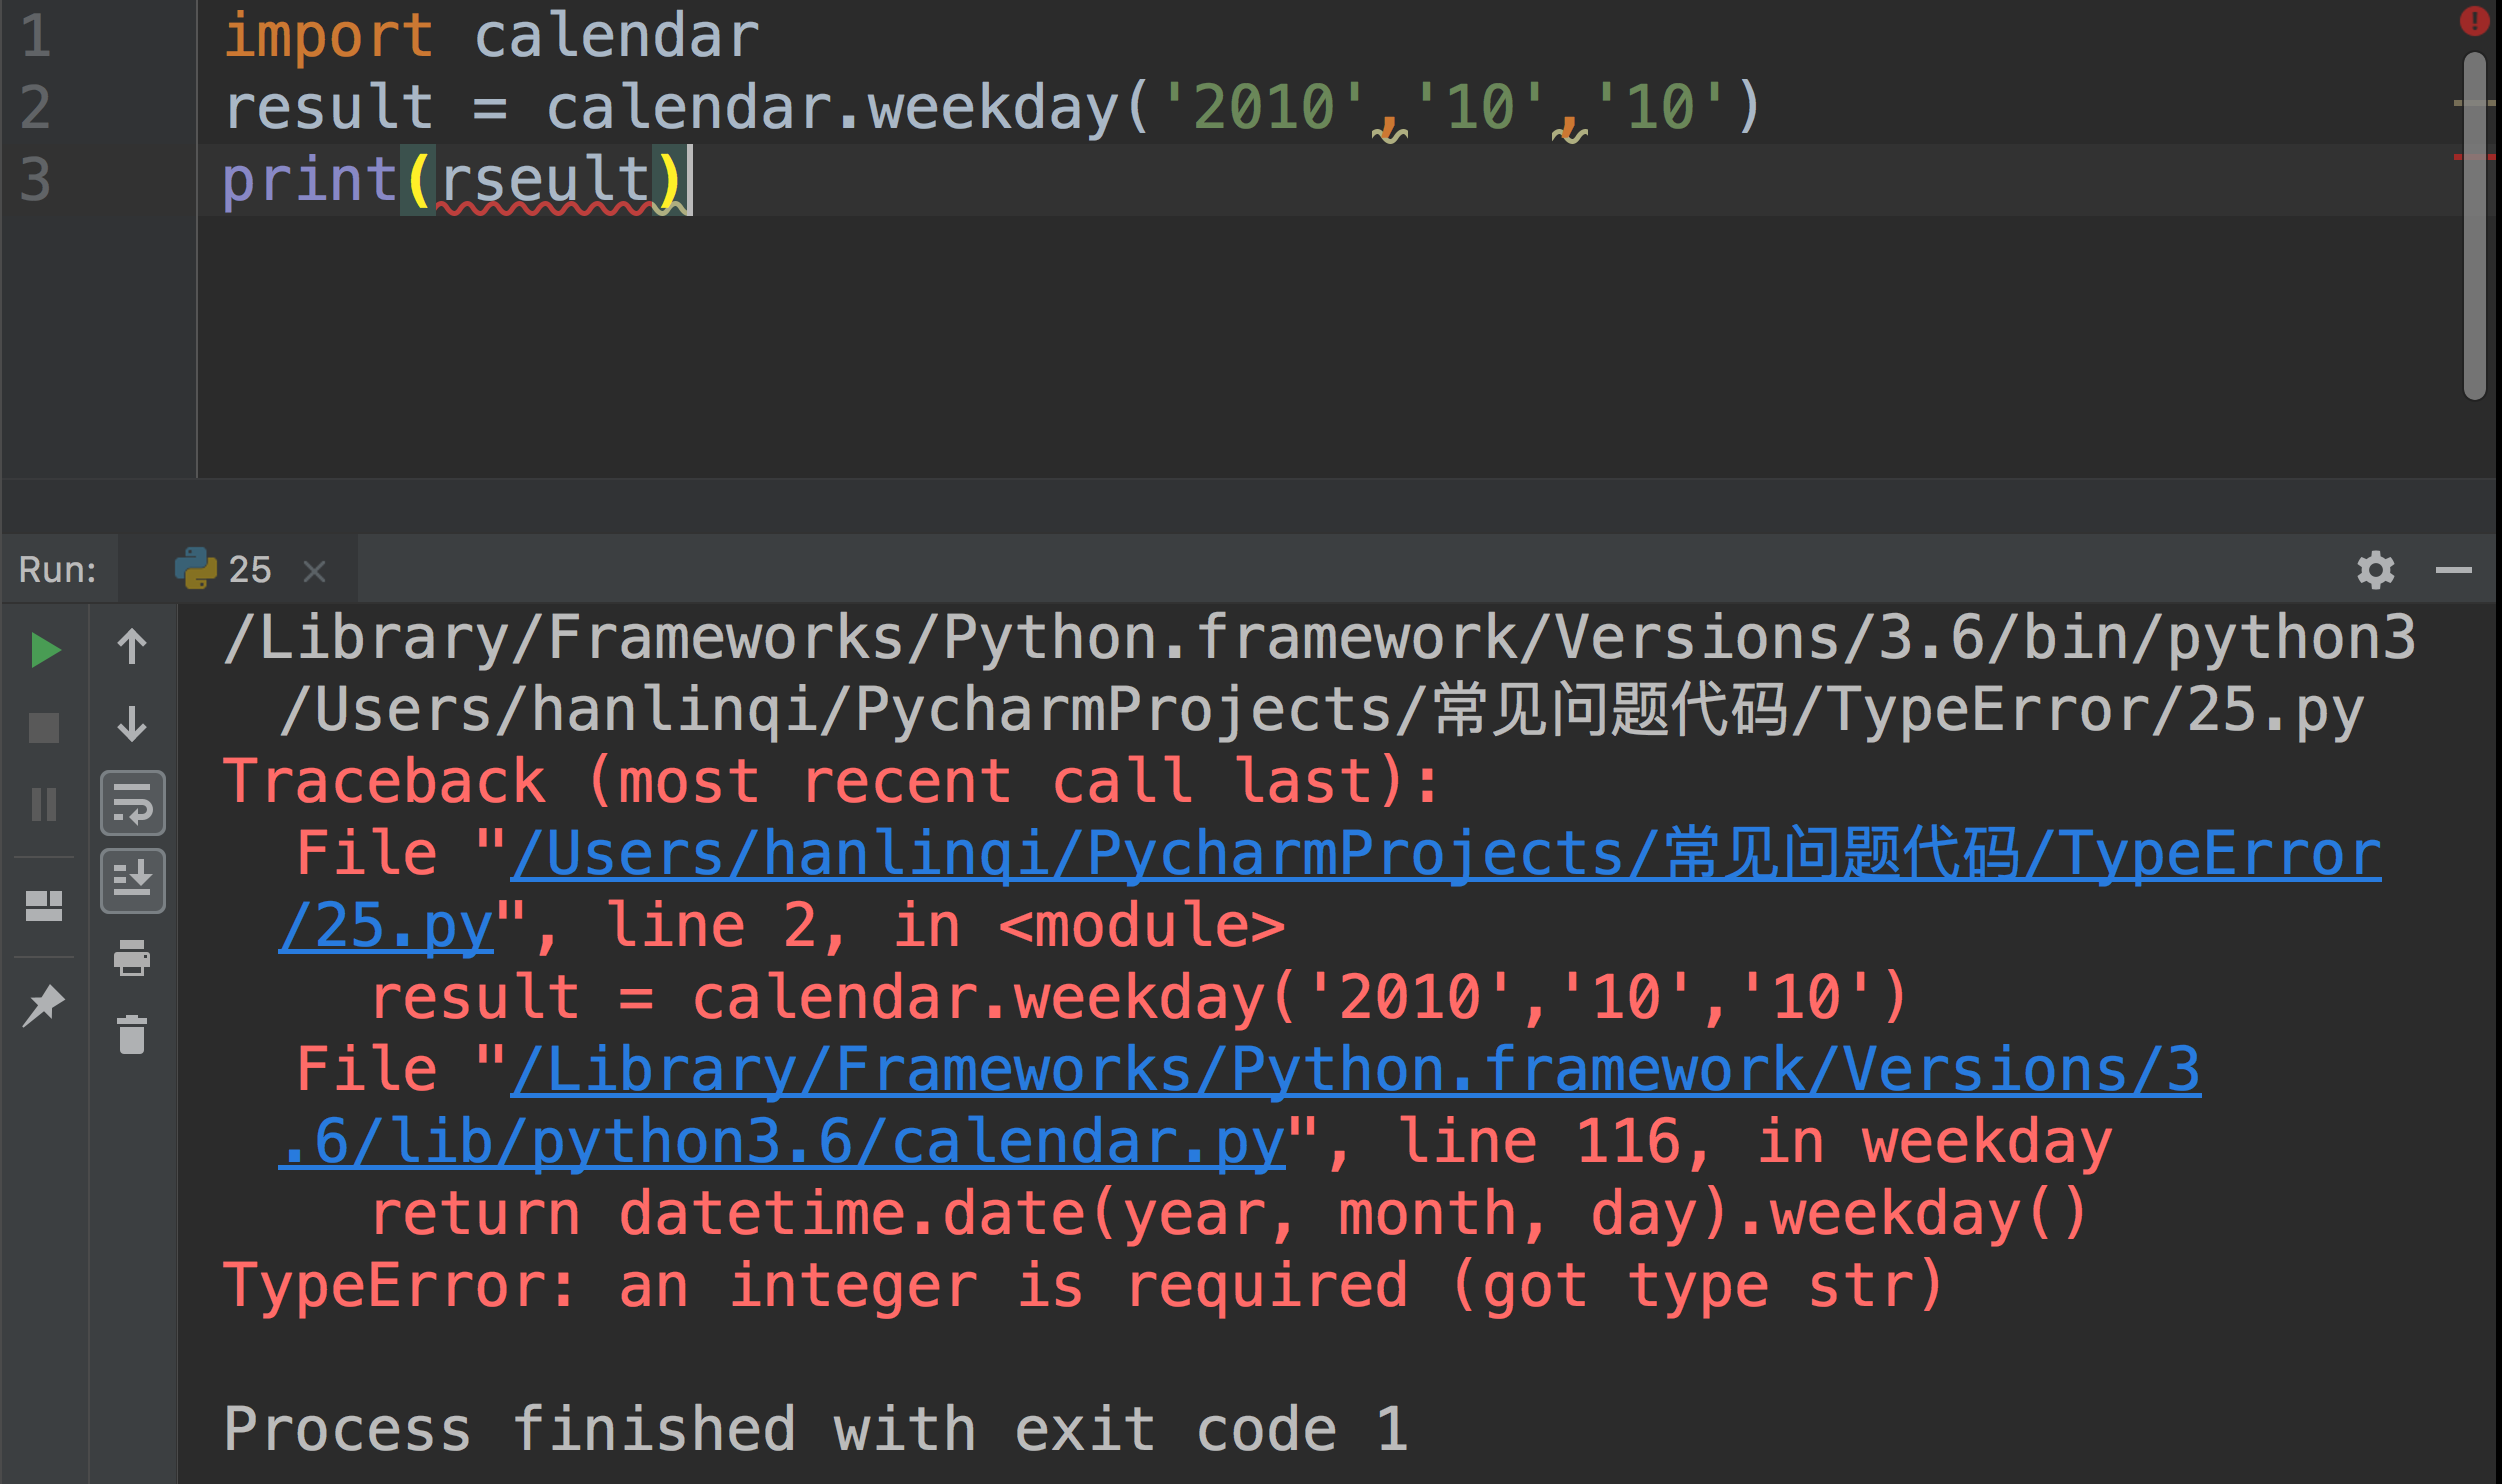 1 import calendar
2 result = calendar.weekday('2010','10','10')
3 print(rseult)
Run: 25
/Library/Frameworks/Python.framework/Versions/3.6/bin/python3
/Users/hanlinqi/PycharmProjects/常见问题代码/TypeError/25.py
Traceback (most recent call last):
File "/Users/hanlinqi/PycharmProjects/常见问题代码/TypeError
/25.py", line 2, in <module>
result = calendar.weekday('2010','10','10')
File "/Library/Frameworks/Python.framework/Versions/3
.6/lib/python3.6/calendar.py", line 116, in weekday
return datetime.date(year, month, day).weekday()
TypeError: an integer is required (got type str)
Process finished with exit code 1